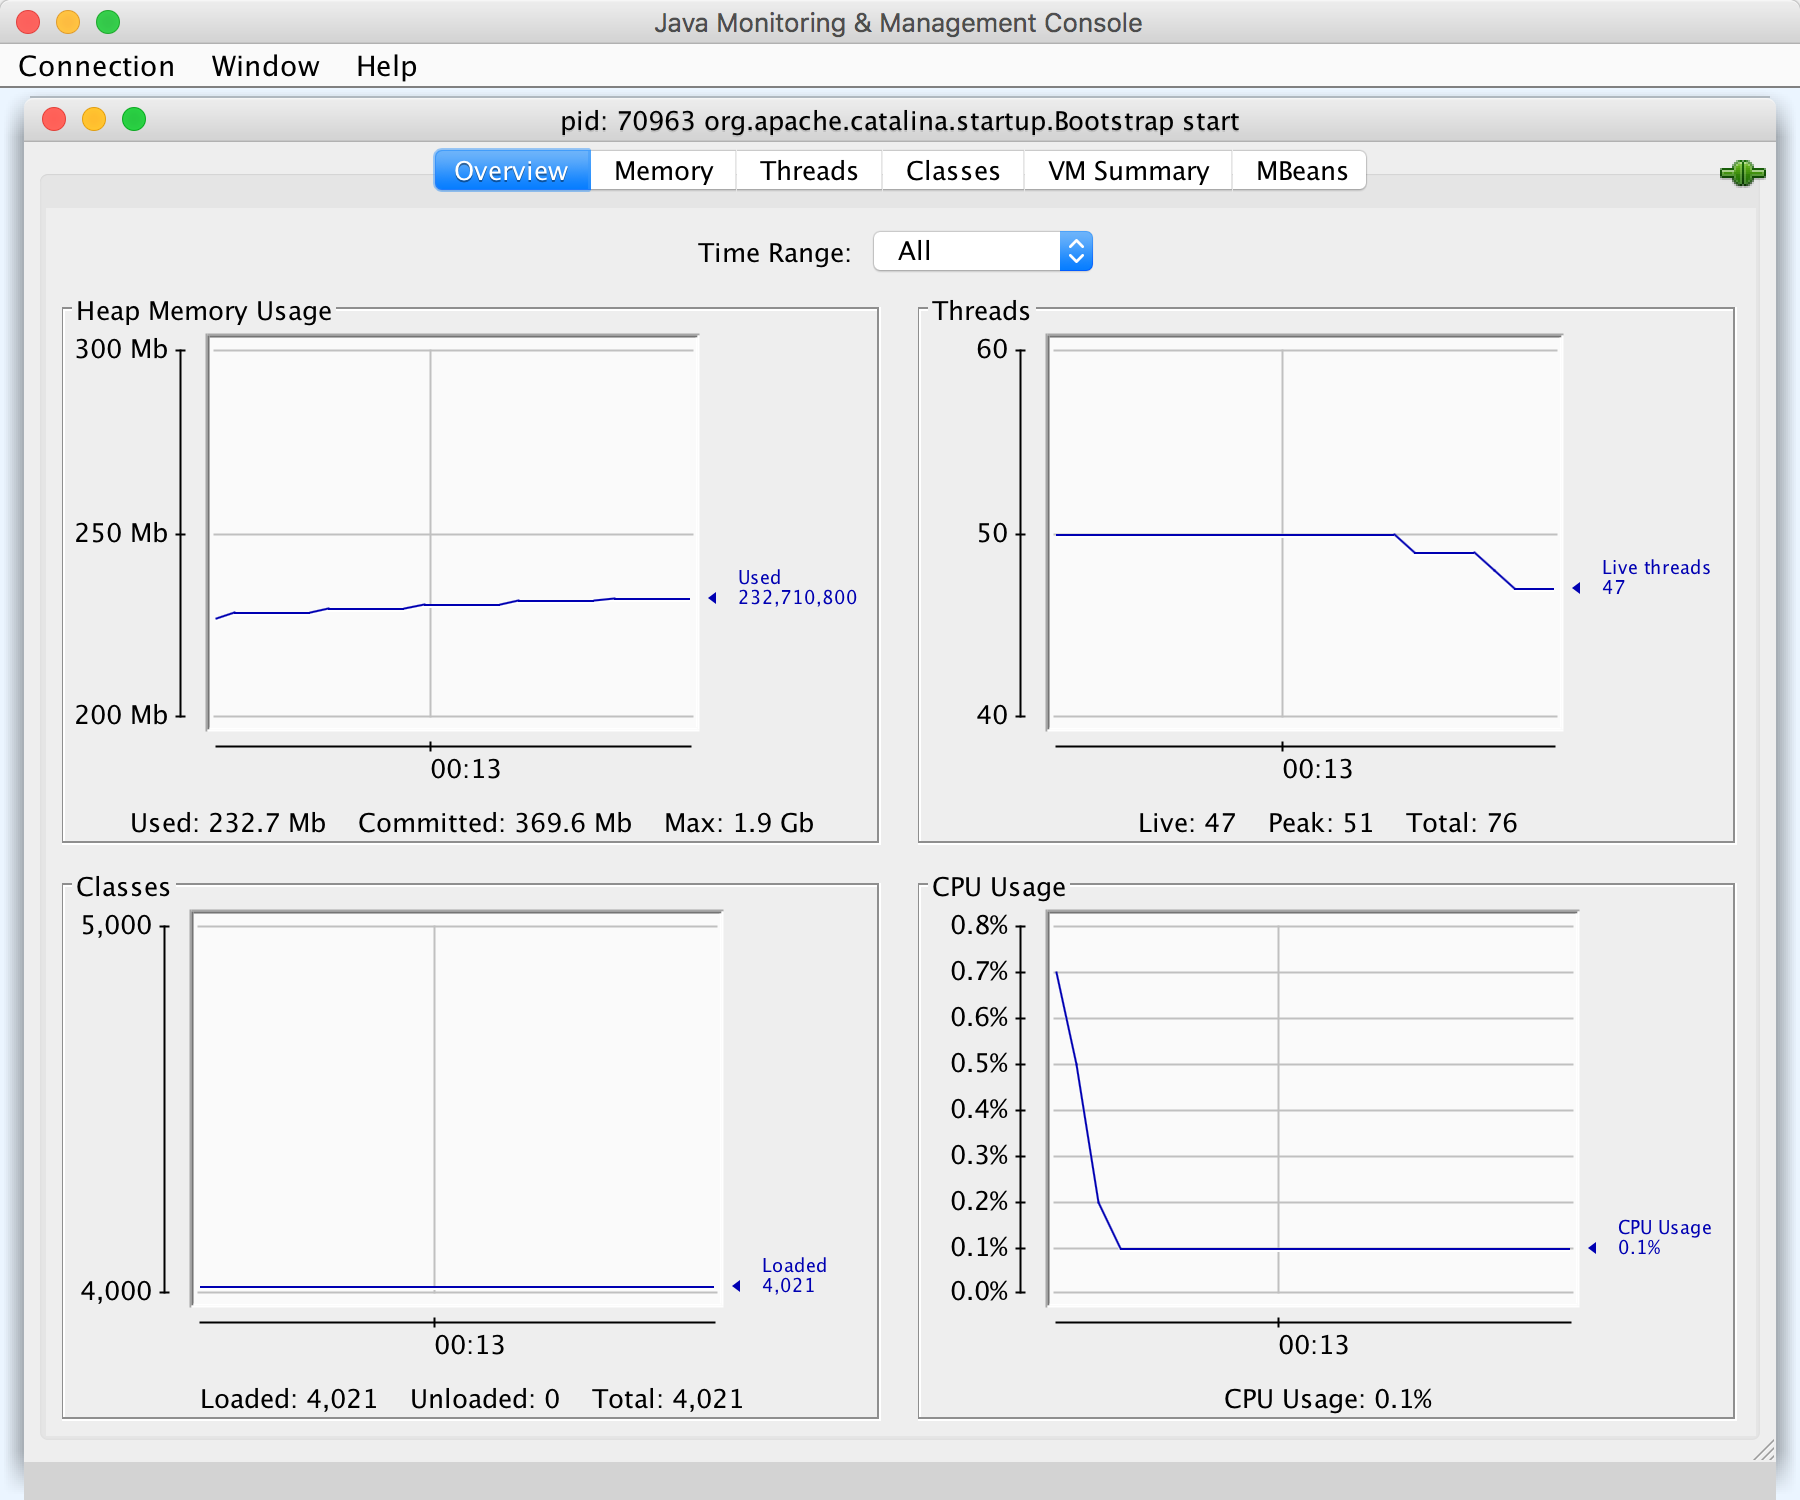 Java Monitoring & Management Console
Connection Window Help
pid: 70963 org.apache.catalina.startup.Bootstrap start
Overview Memory Threads Classes VM Summary MBeans
Time Range: All
Heap Memory Usage
300 Mb
250 Mb
200 Mb
Used
232,710,800
00:13
Used: 232.7 Mb Committed: 369.6 Mb Max: 1.9 Gb
Threads
60
50
40
Live threads
47
00:13
Live: 47 Peak: 51 Total: 76
Classes
5,000
4,000
Loaded
4,021
00:13
Loaded: 4,021 Unloaded: 0 Total: 4,021
CPU Usage
0.8%
0.7%
0.6%
0.5%
0.4%
0.3%
0.2%
0.1%
0.0%
CPU Usage
0.1%
00:13
CPU Usage: 0.1%